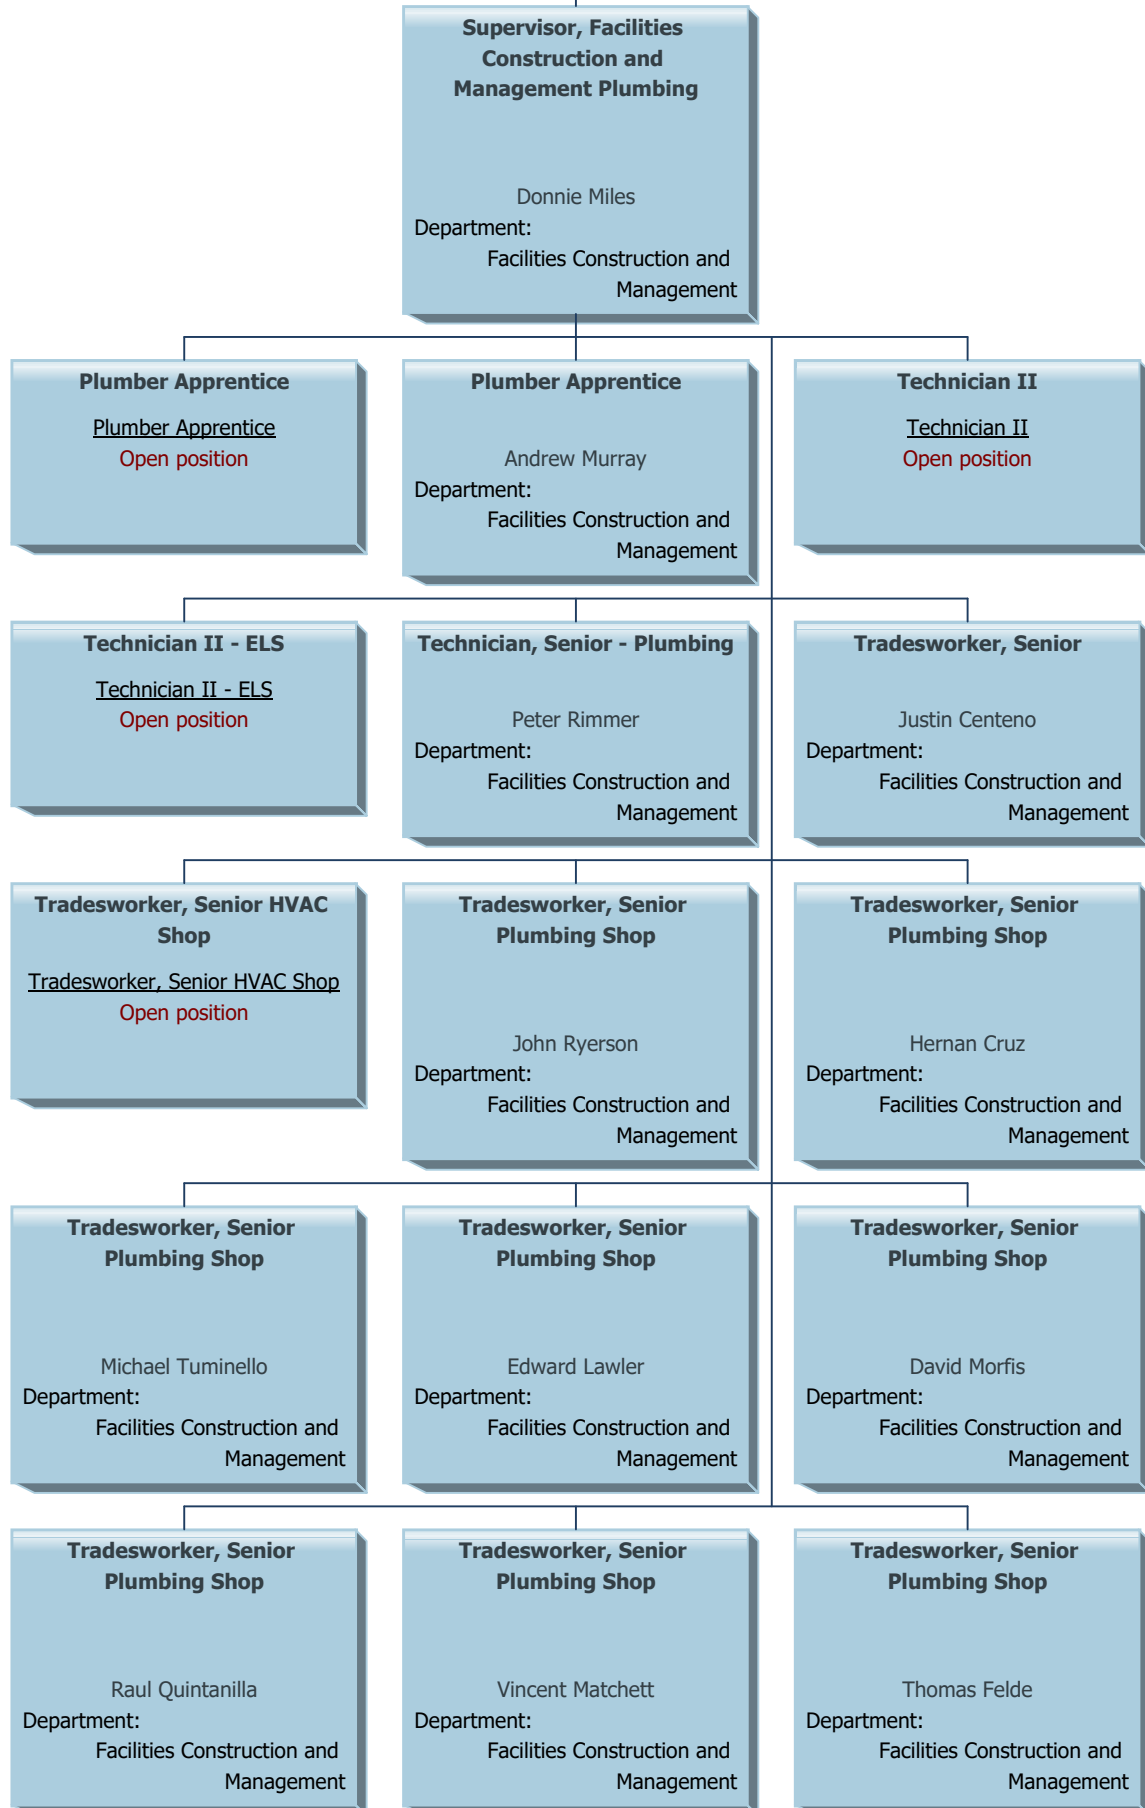 Supervisor, Facilities
Construction and
Management Plumbing
Donnie Miles
Department:
Facilities Construction and
Management
Plumber Apprentice
Plumber Apprentice
Open position
Plumber Apprentice
Andrew Murray
Department:
Facilities Construction and
Management
Technician II
Technician II
Open position
Technician II - ELS
Technician II - ELS
Open position
Technician, Senior - Plumbing
Peter Rimmer
Department:
Facilities Construction and
Management
Tradesworker, Senior
Justin Centeno
Department:
Facilities Construction and
Management
Tradesworker, Senior HVAC
Shop
Tradesworker, Senior HVAC Shop
Open position
Tradesworker, Senior
Plumbing Shop
John Ryerson
Department:
Facilities Construction and
Management
Tradesworker, Senior
Plumbing Shop
Hernan Cruz
Department:
Facilities Construction and
Management
Tradesworker, Senior
Plumbing Shop
Michael Tuminello
Department:
Facilities Construction and
Management
Tradesworker, Senior
Plumbing Shop
Edward Lawler
Department:
Facilities Construction and
Management
Tradesworker, Senior
Plumbing Shop
David Morfis
Department:
Facilities Construction and
Management
Tradesworker, Senior
Plumbing Shop
Raul Quintanilla
Department:
Facilities Construction and
Management
Tradesworker, Senior
Plumbing Shop
Vincent Matchett
Department:
Facilities Construction and
Management
Tradesworker, Senior
Plumbing Shop
Thomas Felde
Department:
Facilities Construction and
Management